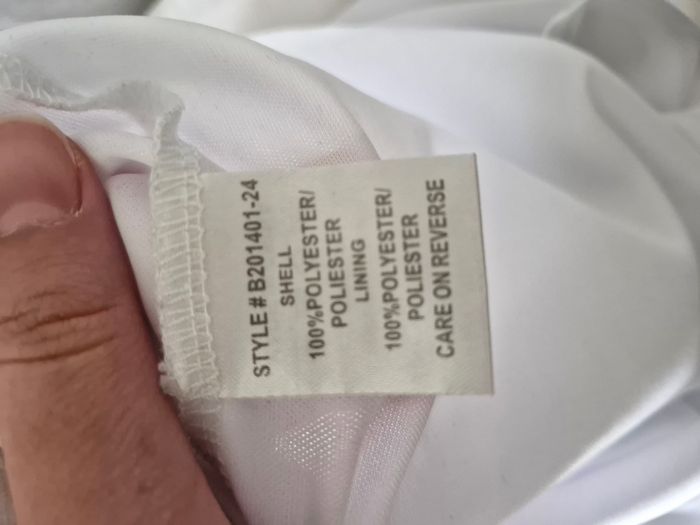 STYLE # B201401-24
SHELL
100%POLYESTER/
POLIESTER
LINING
100%POLYESTER/
POLIESTER
CARE ON REVERSE